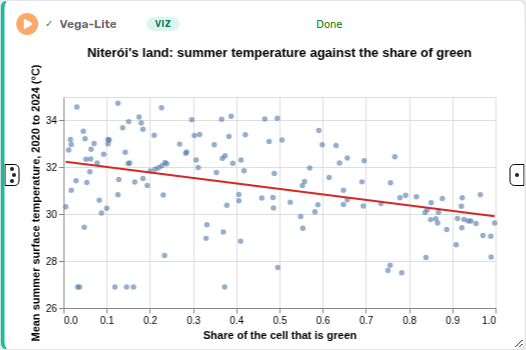 ✓ Vega-Lite VIZ Done
Niterói's land: summer temperature against the share of green
Mean summer surface temperature, 2020 to 2024 (°C)
34
32
30
28
26
0.0 0.1 0.2 0.3 0.4 0.5 0.6 0.7 0.8 0.9 1.0
Share of the cell that is green